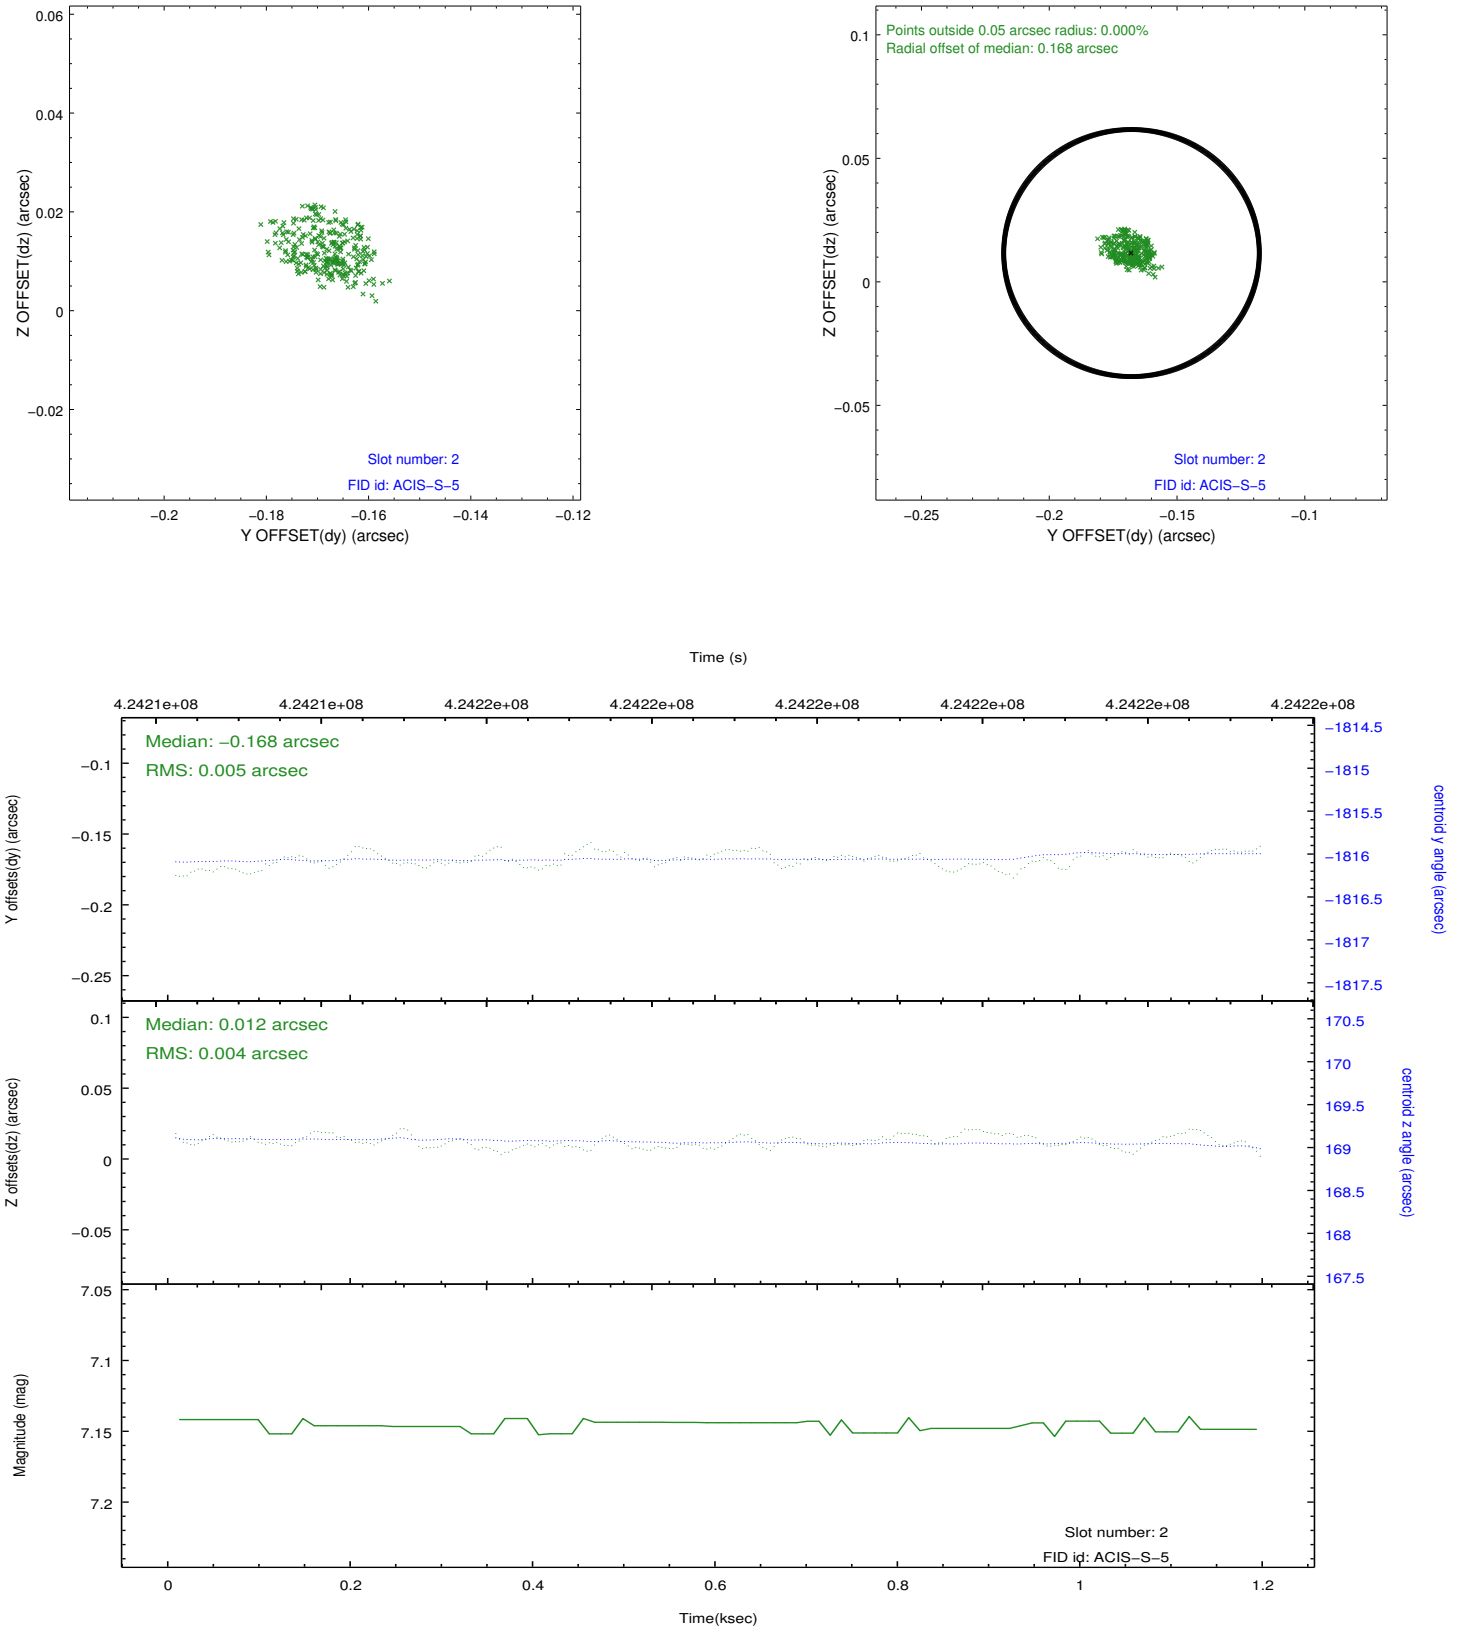 0.06
0.04
0.02
0
−0.02
Z OFFSET(dz) (arcsec)
Slot number: 2
FID id: ACIS−S−5
−0.2 −0.18 −0.16 −0.14 −0.12
Y OFFSET(dy) (arcsec)
Points outside 0.05 arcsec radius: 0.000%
Radial offset of median: 0.168 arcsec
0.1
0.05
0
−0.05
Z OFFSET(dz) (arcsec)
Slot number: 2
FID id: ACIS−S−5
−0.25 −0.2 −0.15 −0.1
Y OFFSET(dy) (arcsec)
Time (s)
4.2421e+08 4.2421e+08 4.2422e+08 4.2422e+08 4.2422e+08 4.2422e+08 4.2422e+08 4.2422e+08
Median: −0.168 arcsec
RMS: 0.005 arcsec
−0.1
−0.15
−0.2
−0.25
Y offsets(dy) (arcsec)
−1814.5
−1815
−1815.5
−1816
−1816.5
−1817
−1817.5
centroid y angle (arcsec)
Median: 0.012 arcsec
RMS: 0.004 arcsec
0.1
0.05
0
−0.05
Z offsets(dz) (arcsec)
170.5
170
169.5
169
168.5
168
167.5
centroid z angle (arcsec)
7.05
7.1
7.15
7.2
Magnitude (mag)
Slot number: 2
FID id: ACIS−S−5
0 0.2 0.4 0.6 0.8 1 1.2
Time(ksec)